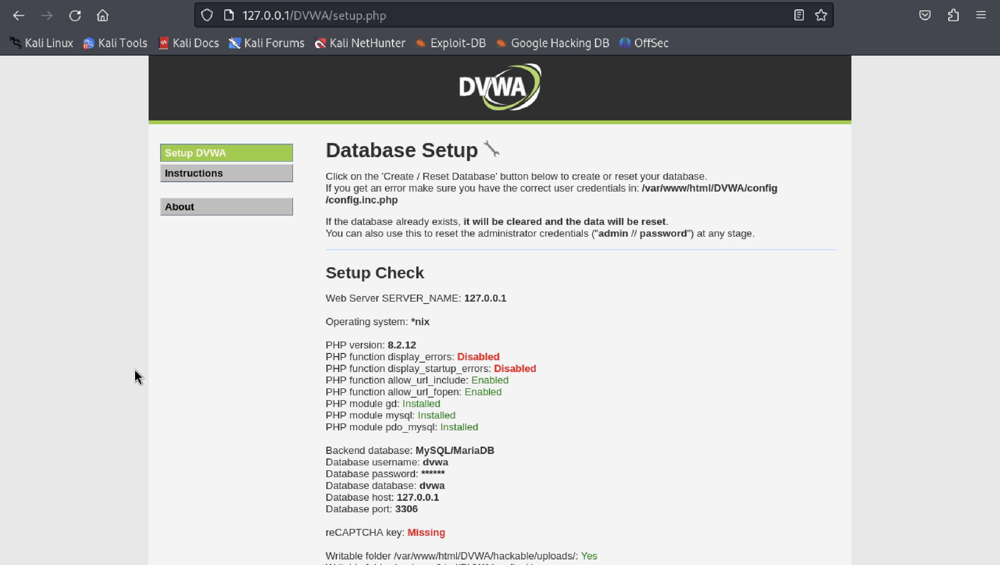 127.0.0.1/DVWA/setup.php
Kali Linux Kali Tools Kali Docs Kali Forums Kali NetHunter Exploit-DB Google Hacking DB OffSec
DVWA
Setup DVWA
Instructions
About
Database Setup
Click on the 'Create / Reset Database' button below to create or reset your database.
If you get an error make sure you have the correct user credentials in: /var/www/html/DVWA/config
/config.inc.php
If the database already exists, it will be cleared and the data will be reset.
You can also use this to reset the administrator credentials ("admin // password") at any stage.
Setup Check
Web Server SERVER_NAME: 127.0.0.1
Operating system: *nix
PHP version: 8.2.12
PHP function display_errors: Disabled
PHP function display_startup_errors: Disabled
PHP function allow_url_include: Enabled
PHP function allow_url_fopen: Enabled
PHP module gd: Installed
PHP module mysql: Installed
PHP module pdo_mysql: Installed
Backend database: MySQL/MariaDB
Database username: dvwa
Database password: ******
Database database: dvwa
Database host: 127.0.0.1
Database port: 3306
reCAPTCHA key: Missing
Writable folder /var/www/html/DVWA/hackable/uploads/: Yes